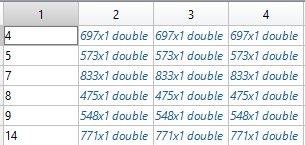 1 2 3 4
4 697x1 double 697x1 double 697x1 double
5 573x1 double 573x1 double 573x1 double
7 833x1 double 833x1 double 833x1 double
8 475x1 double 475x1 double 475x1 double
9 548x1 double 548x1 double 548x1 double
14 771x1 double 771x1 double 771x1 double